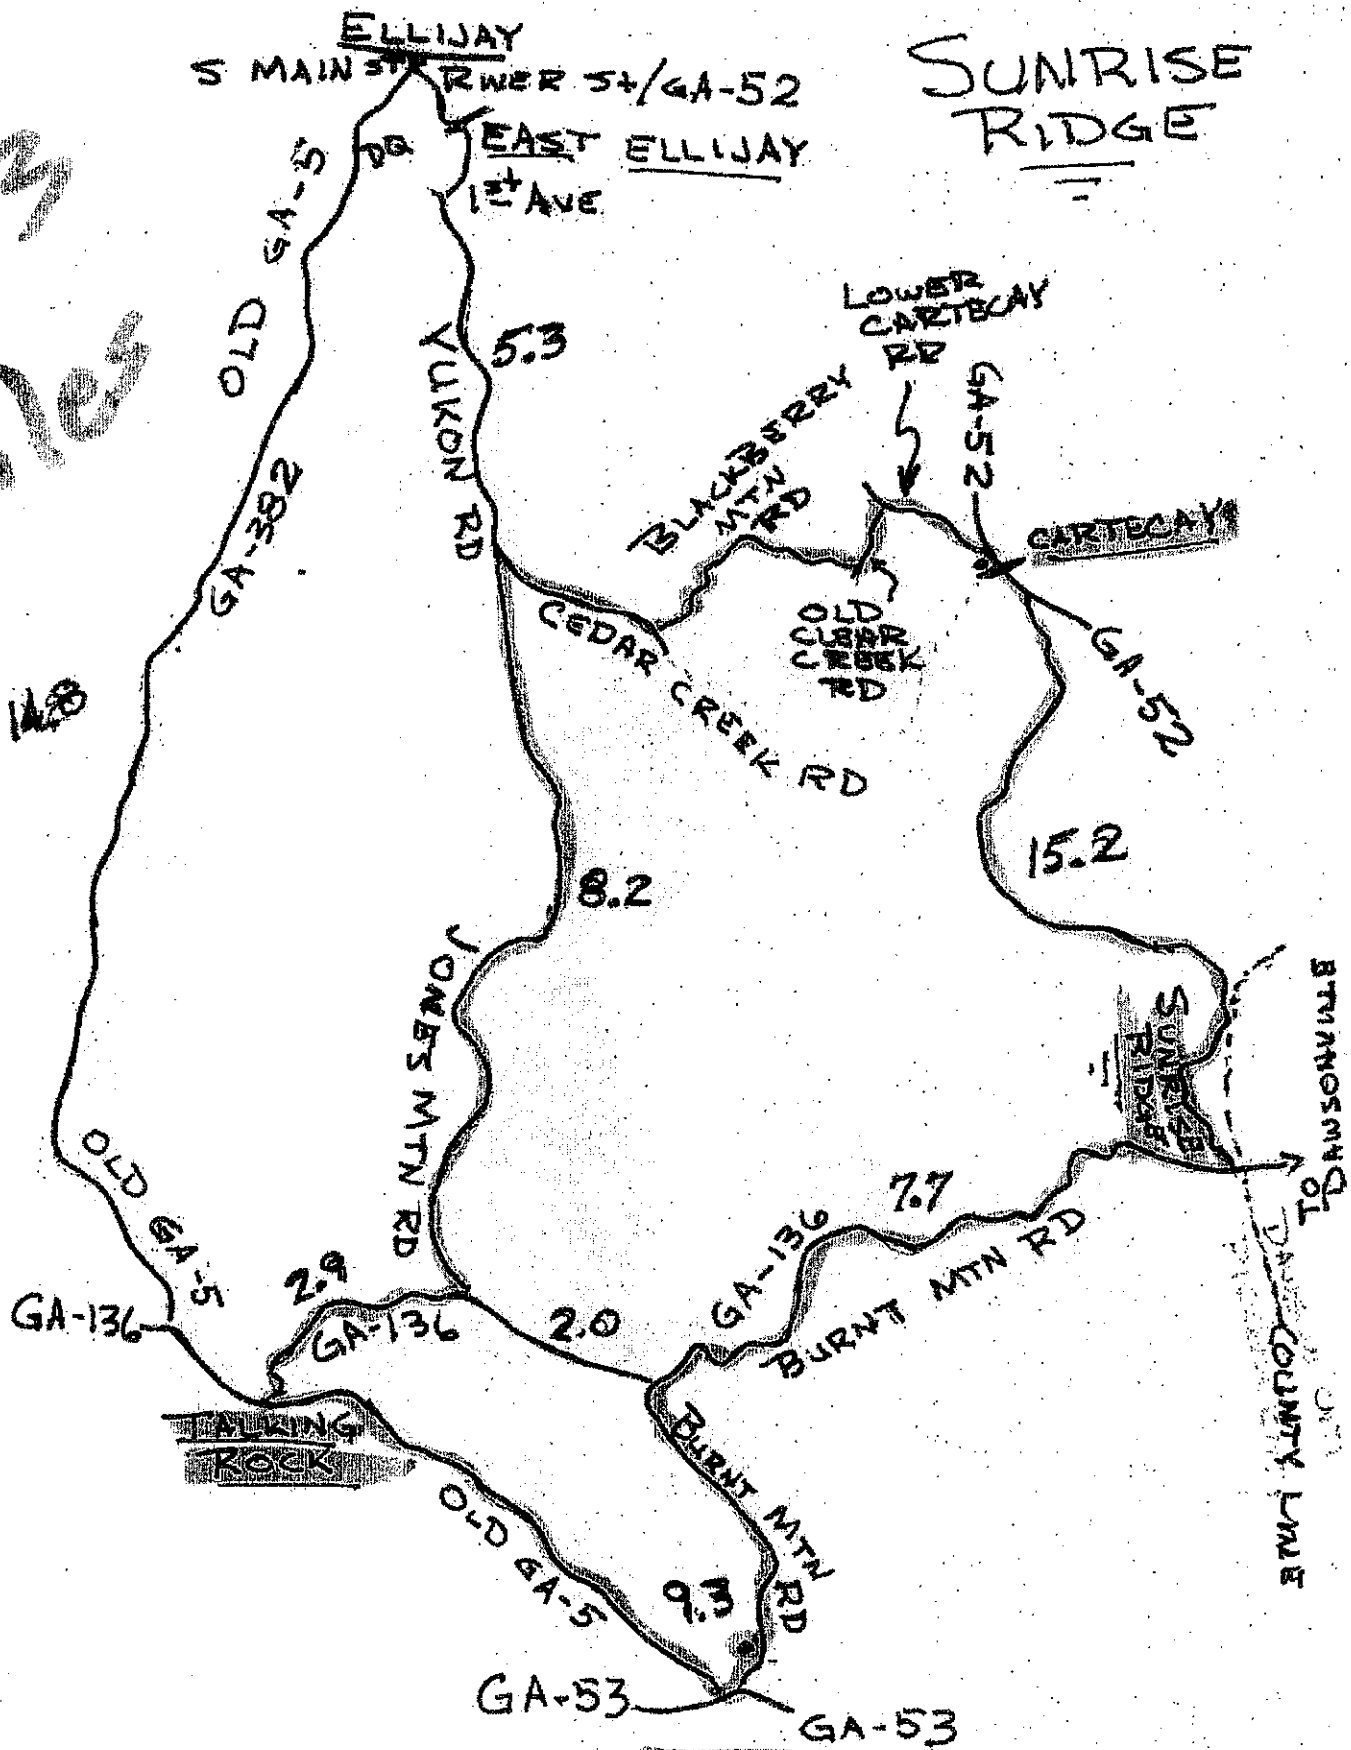 ELLIJAY
S MAIN ST
RIVER St/GA-52
SUNRISE
RIDGE
3
DQ
EAST ELLIJAY
1st AVE
OLD GA-5
YUKON RD
5.3
LOWER
CARTECAY
RD
GA-52
BLACKBERRY
MTN
RD
CARTECAY
GA-382
CEDAR CREEK RD
OLD
CLEAR
CREEK
RD
GA-52
14.8
15.2
8.2
JONES MTN RD
SUNRISE
RIDGE
TO
DAWSONVILLE
7.7
OLD GA-5
GA-136
BURNT MTN RD
GA-136
2.9
GA-136
2.0
COUNTY LINE
TALKING
ROCK
BURNT MTN
RD
OLD GA-5
9.3
GA-53
GA-53